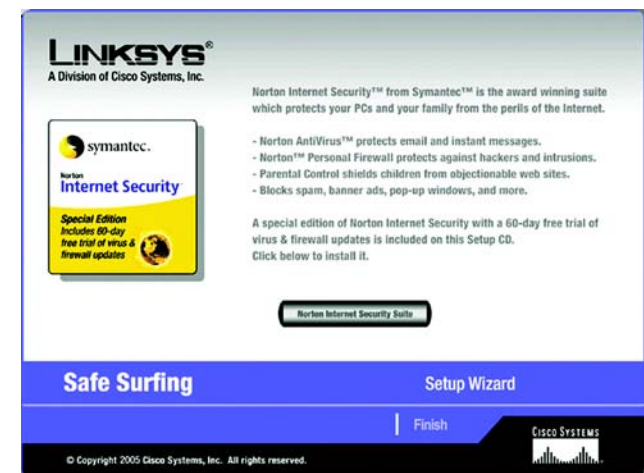 LINKSYS®
A Division of Cisco Systems, Inc.
Norton Internet Security™ from Symantec™ is the award winning suite
which protects your PCs and your family from the perils of the Internet.
- Norton AntiVirus™ protects email and instant messages.
- Norton™ Personal Firewall protects against hackers and intrusions.
- Parental Control shields children from objectionable web sites.
- Blocks spam, banner ads, pop-up windows, and more.
A special edition of Norton Internet Security with a 60-day free trial of
virus & firewall updates is included on this Setup CD.
Click below to install it.
symantec.
Norton
Internet Security
Special Edition
Includes 60-day
free trial of virus &
firewall updates
Norton Internet Security Suite
Safe Surfing
Setup Wizard
Finish
CISCO SYSTEMS
© Copyright 2005 Cisco Systems, Inc. All rights reserved.